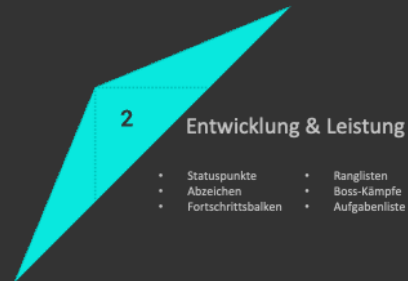 2
Entwicklung & Leistung
• Statuspunkte
• Abzeichen
• Fortschrittsbalken
• Ranglisten
• Boss-Kämpfe
• Aufgabenliste